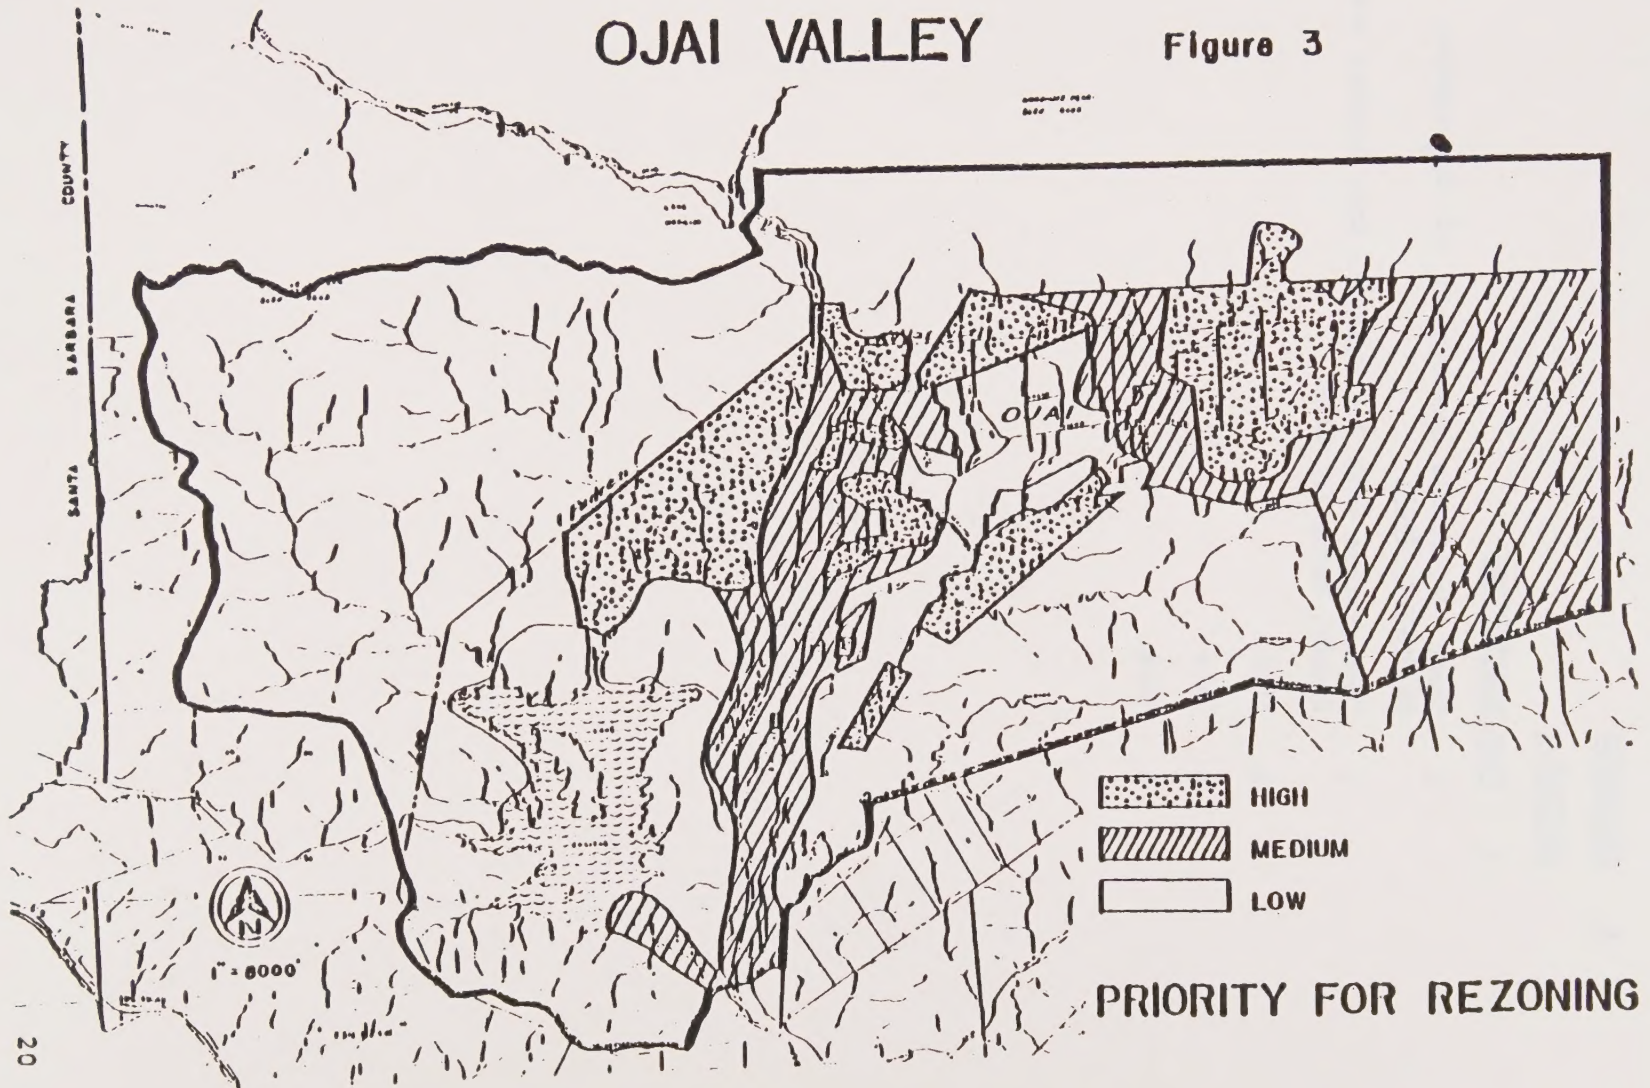 OJAI VALLEY
Figure 3
SANTA BARBARA COUNTY
OJAI
HIGH
MEDIUM
LOW
N
1" = 8000'
PRIORITY FOR REZONING
20